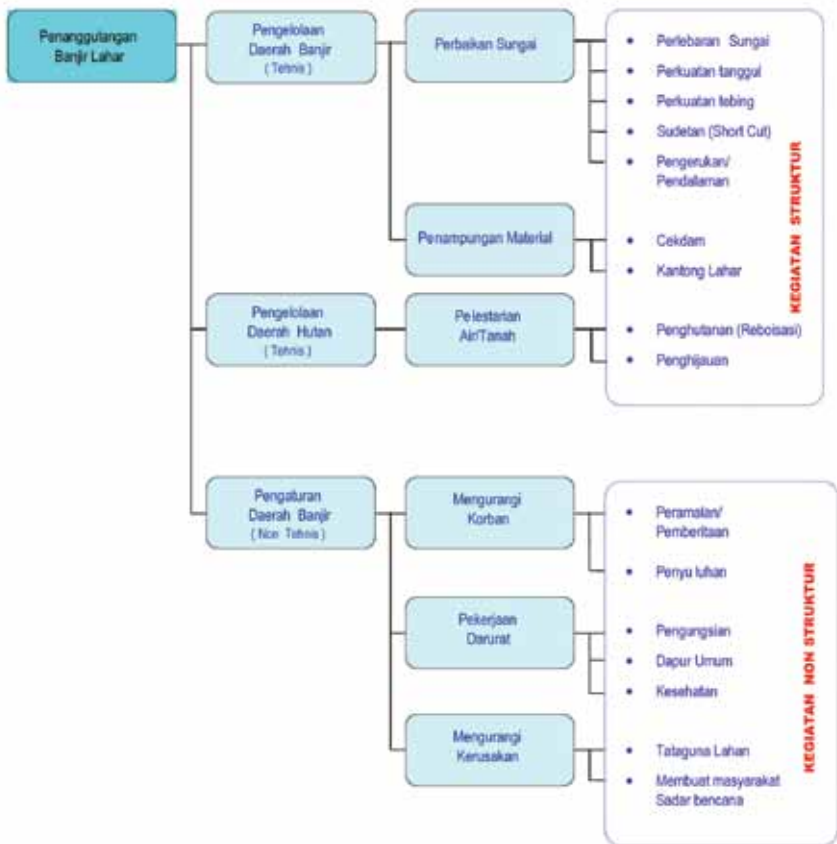 Penanggulangan
Banjir Lahar
Pengelolaan
Daerah Banjir
( Tehnis )
Perbaikan Sungai
• Perlebaran Sungai
• Perkuatan tanggul
• Perkuatan tebing
• Sudetan (Short Cut)
• Pengerukan/
Pendalaman
Penampungan Material
• Cekdam
• Kantong Lahar
KEGIATAN STRUKTUR
Pengelolaan
Daerah Hutan
( Tehnis )
Pelestarian
Air/Tanah
• Penghutanan (Reboisasi)
• Penghijauan
Pengaturan
Daerah Banjir
( Non Tehnis )
Mengurangi
Korban
• Peramalan/
Pemberitaan
• Penyu luhan
Pekerjaan
Darurat
• Pengungsian
• Dapur Umum
• Kesehatan
Mengurangi
Kerusakan
• Tataguna Lahan
• Membuat masyarakat
Sadar bencana
KEGIATAN NON STRUKTUR